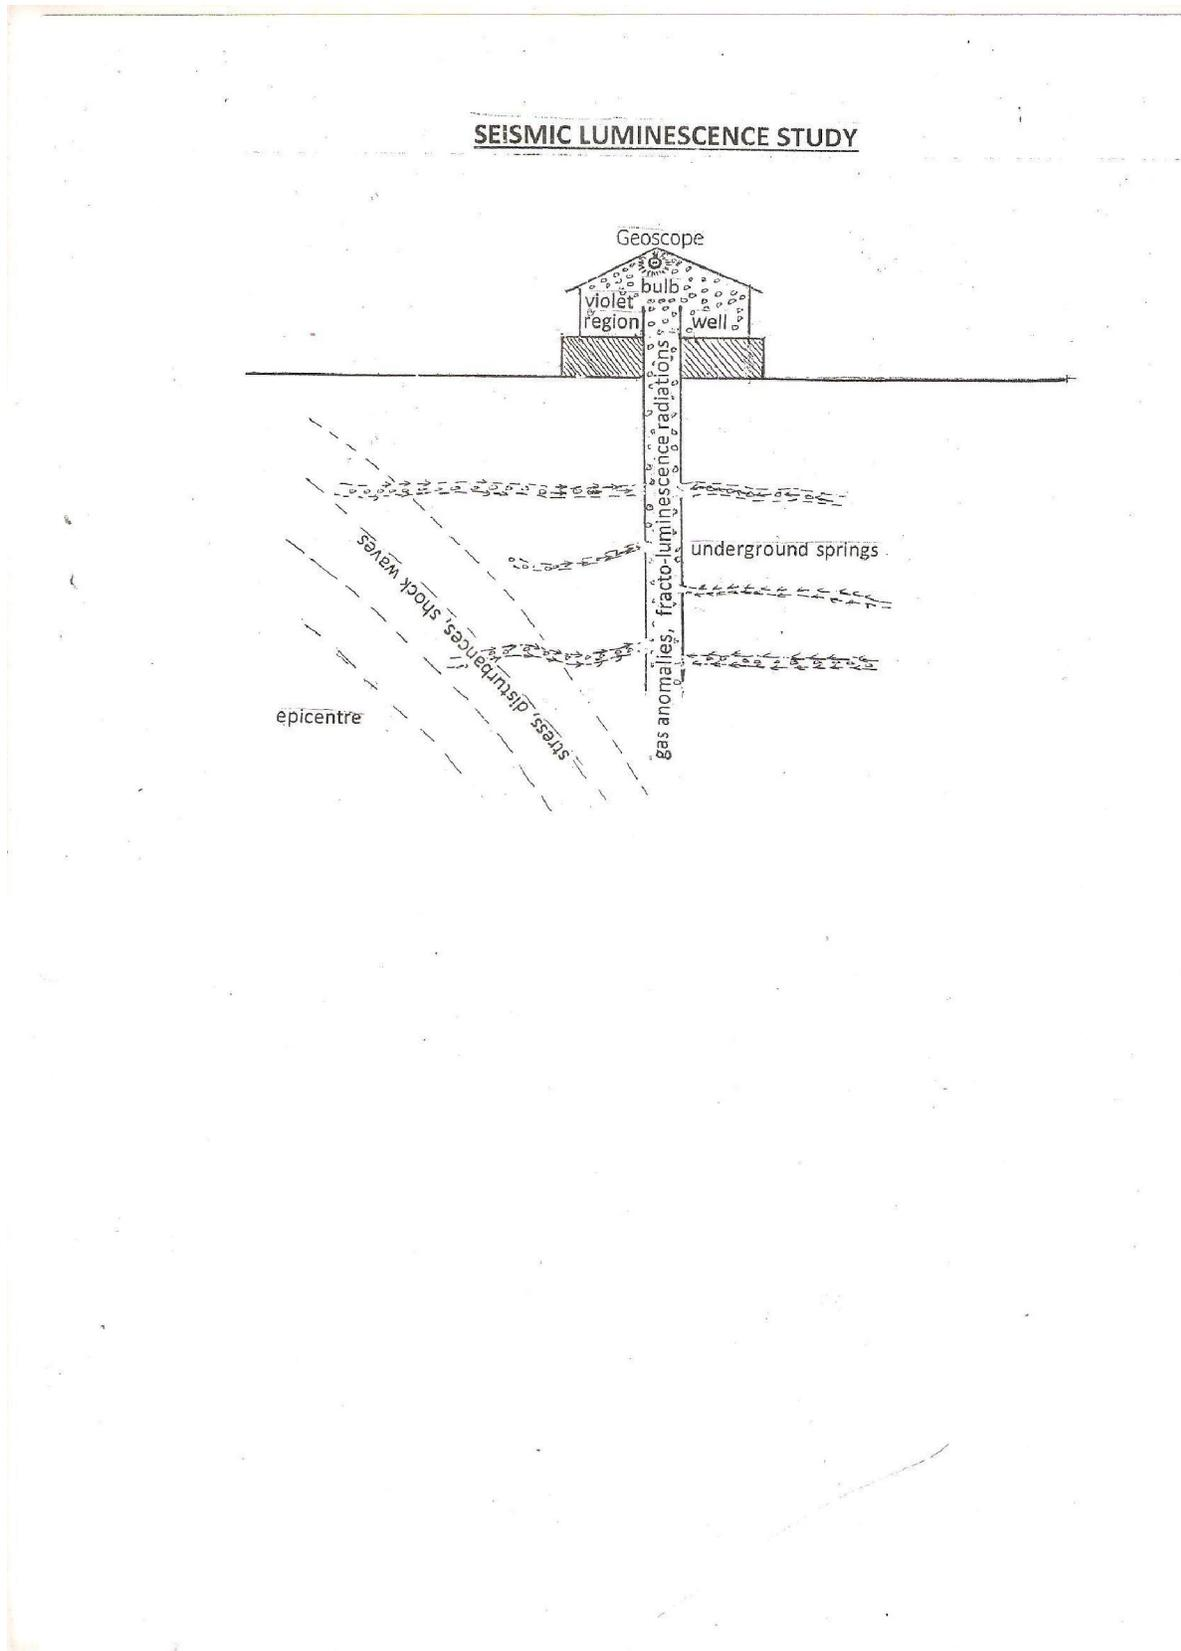 SEISMIC LUMINESCENCE STUDY
Geoscope
bulb
violet
region
well
gas anomalies, fracto-luminescence radiations
underground springs
stress, disturbances, shock waves
epicentre